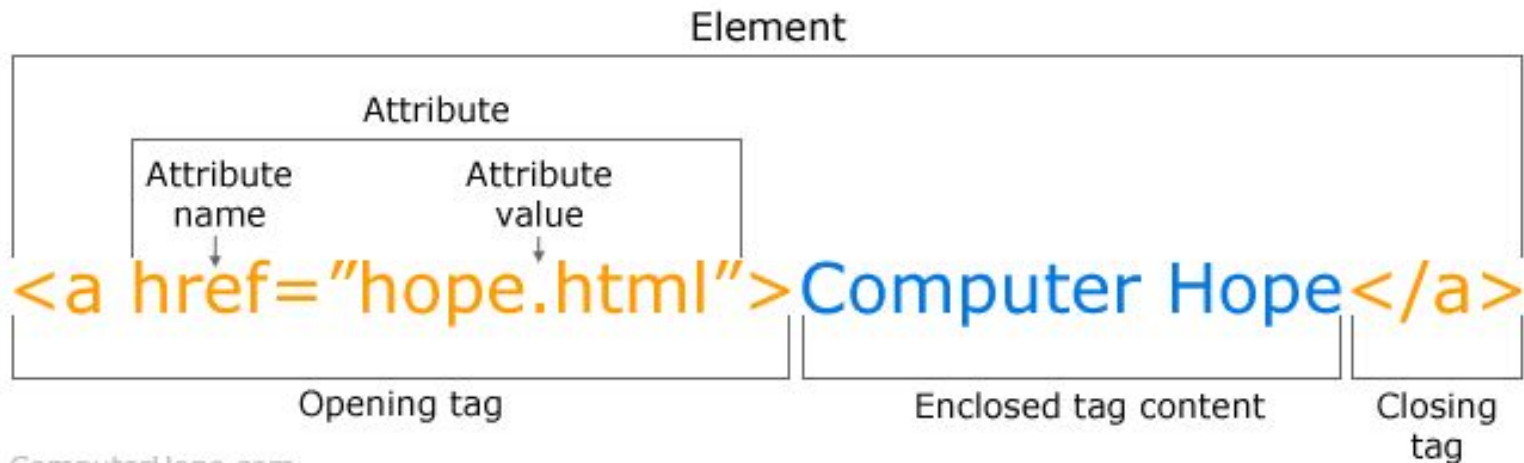 Element
Attribute
Attribute name
Attribute value
<a href=”hope.html”>Computer Hope</a>
Opening tag
Enclosed tag content
Closing tag